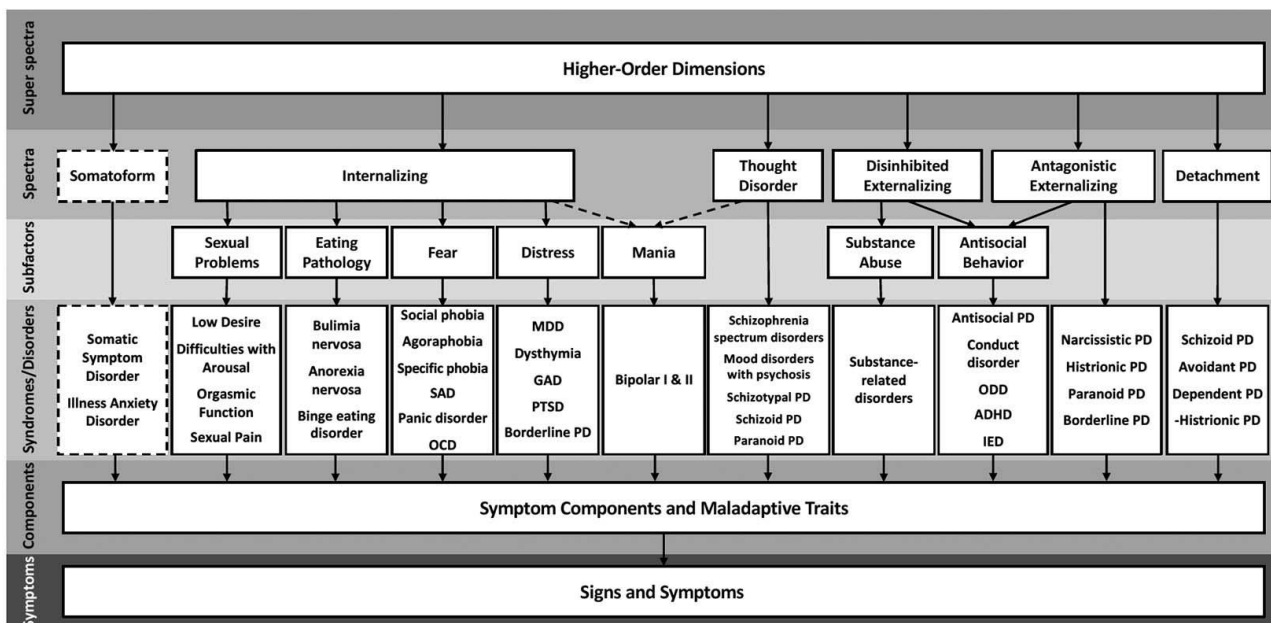 Super spectra
Higher-Order Dimensions
Spectra
Somatoform
Internalizing
Thought
Disorder
Disinhibited
Externalizing
Antagonistic
Externalizing
Detachment
Subfactors
Sexual
Problems
Eating
Pathology
Fear
Distress
Mania
Substance
Abuse
Antisocial
Behavior
Syndromes/Disorders
Somatic
Symptom
Disorder
Illness Anxiety
Disorder
Low Desire
Difficulties with
Arousal
Orgasmic
Function
Sexual Pain
Bulimia
nervosa
Anorexia
nervosa
Binge eating
disorder
Social phobia
Agoraphobia
Specific phobia
SAD
Panic disorder
OCD
MDD
Dysthymia
GAD
PTSD
Borderline PD
Bipolar I & II
Schizophrenia
spectrum disorders
Mood disorders
with psychosis
Schizotypal PD
Schizoid PD
Paranoid PD
Substance-
related
disorders
Antisocial PD
Conduct
disorder
ODD
ADHD
IED
Narcissistic PD
Histrionic PD
Paranoid PD
Borderline PD
Schizoid PD
Avoidant PD
Dependent PD
-Histrionic PD
Components
Symptom Components and Maladaptive Traits
Symptoms
Signs and Symptoms